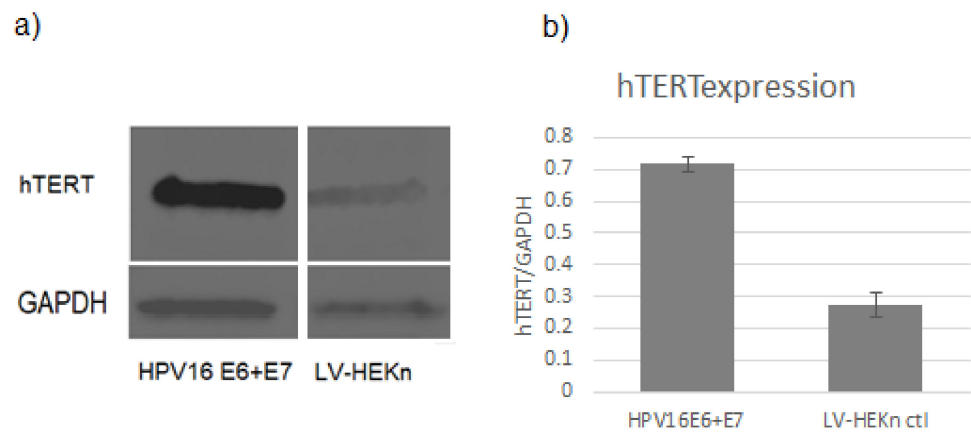 a)
hTERT
GAPDH
HPV16 E6+E7 LV-HEKn
b)
hTERTexpression
hTERT/GAPDH
0.8
0.7
0.6
0.5
0.4
0.3
0.2
0.1
0
HPV16E6+E7 LV-HEKn ctl